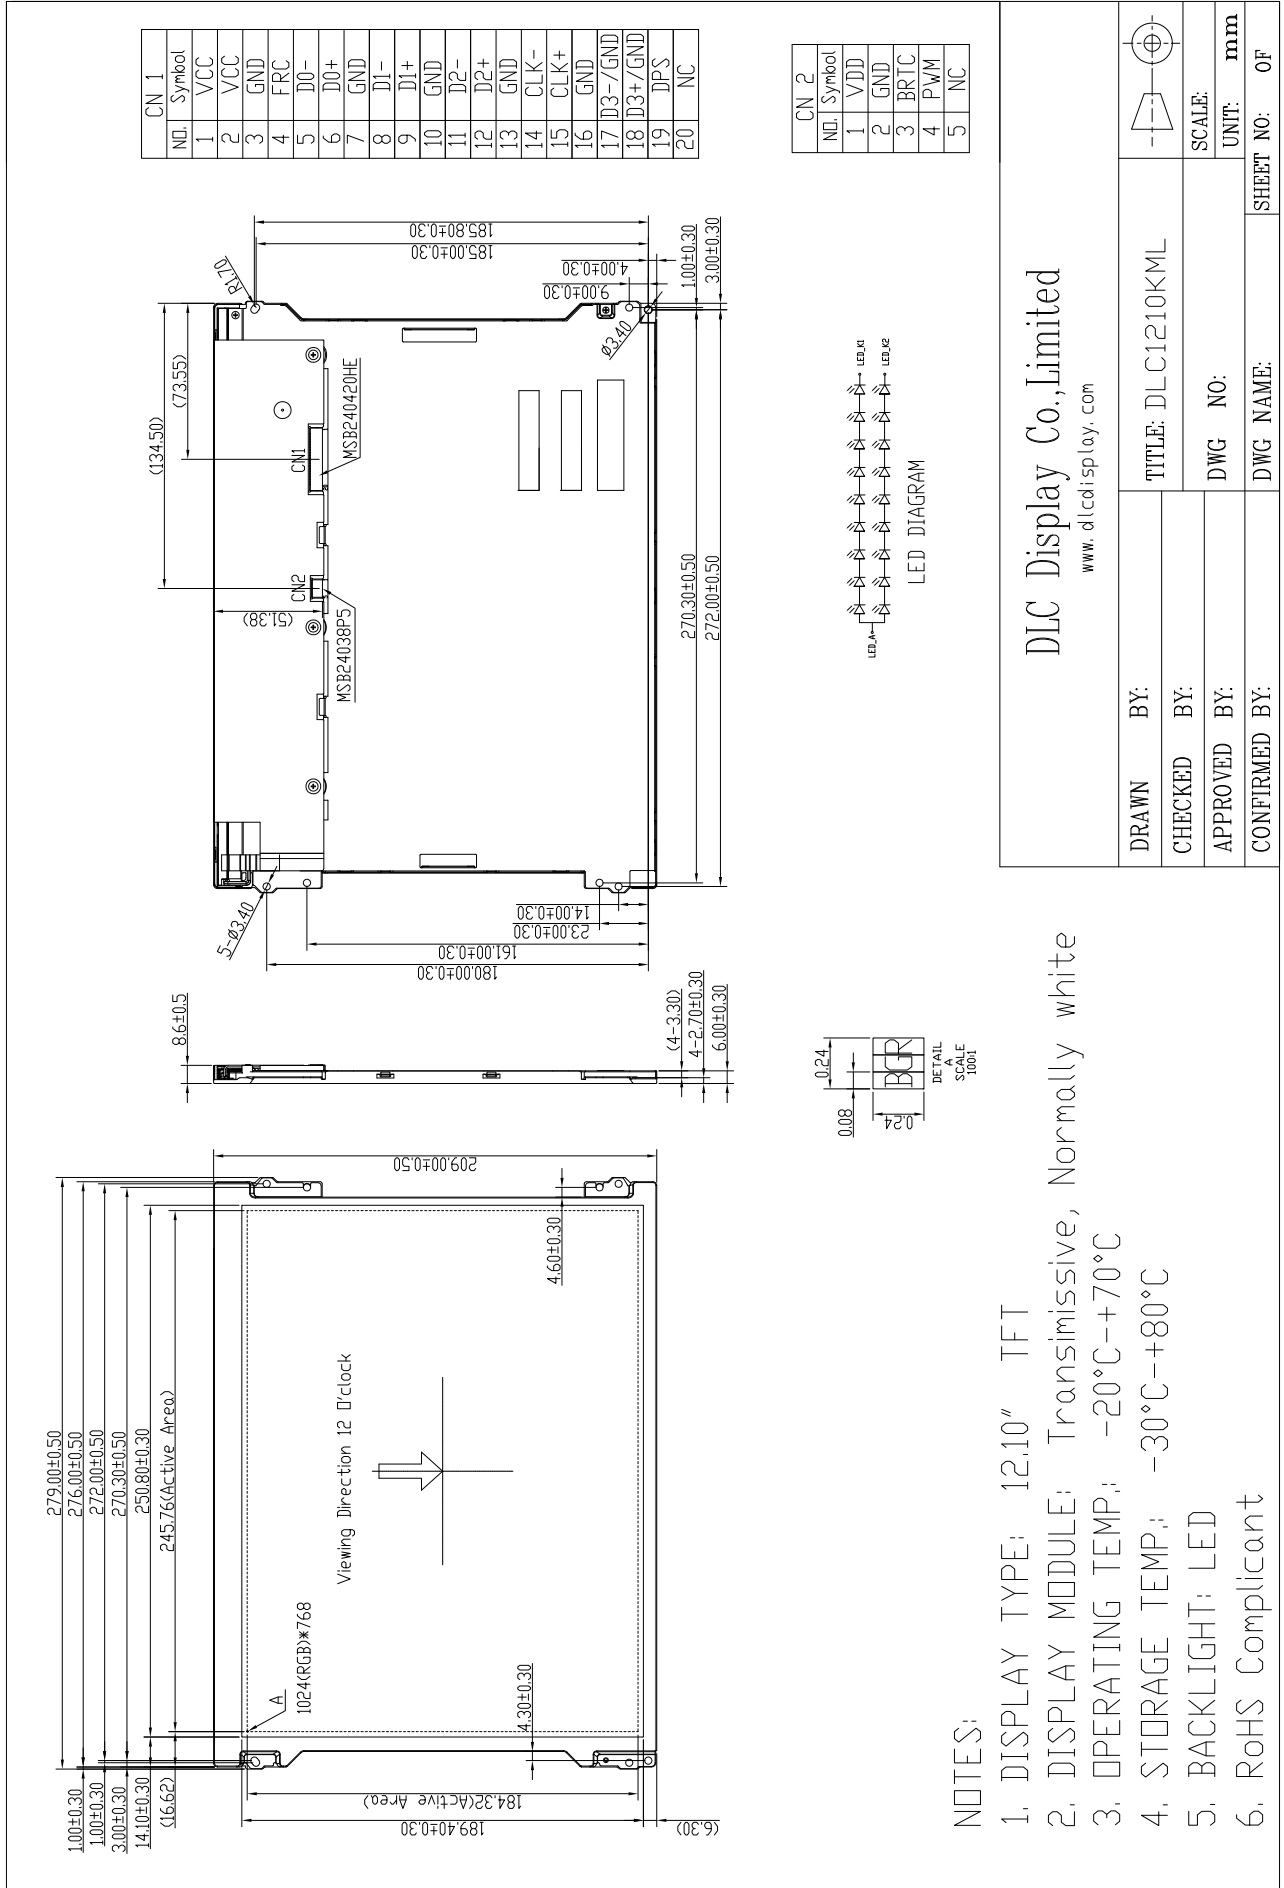 279.00±0.50
276.00±0.50
272.00±0.50
270.30±0.50
250.80±0.30
245.76(Active Area)
1.00±0.30
1.00±0.30
3.00±0.30
14.10±0.30
(16.62)
A
1024(RGB)*768
Viewing Direction 12 O'clock
4.30±0.30
4.60±0.30
184.32(Active Area)
189.40±0.30
(6.30)
209.00±0.50
8.6±0.5
(4-3.30)
4-2.70±0.30
6.00±0.30
(134.50)
(73.55)
R1.70
5-Ø3.40
(51.38)
CN2
MSB24038P5
CN1
MSB240420HE
Ø3.40
185.80±0.30
185.00±0.30
4.00±0.30
9.00±0.30
1.00±0.30
3.00±0.30
14.00±0.30
23.00±0.30
161.00±0.30
180.00±0.30
270.30±0.50
272.00±0.50
CN 1
NO. Symbol
1 VCC
2 VCC
3 GND
4 FRC
5 D0-
6 D0+
7 GND
8 D1-
9 D1+
10 GND
11 D2-
12 D2+
13 GND
14 CLK-
15 CLK+
16 GND
17 D3-/GND
18 D3+/GND
19 DPS
20 NC
0.24
0.08
0.24
BGR
DETAIL
A
SCALE
100:1
LED_A
LED_K1
LED_K2
LED DIAGRAM
CN 2
NO. Symbol
1 VDD
2 GND
3 BRTC
4 PWM
5 NC
NOTES:
1. DISPLAY TYPE: 12.10" TFT
2. DISPLAY MODULE: Transimissive, Normally white
3. OPERATING TEMP.: -20°C-+70°C
4. STORAGE TEMP.: -30°C-+80°C
5. BACKLIGHT: LED
6. RoHS Complicant
DLC Display Co.,Limited
www.dlcdisplay.com
DRAWN BY:
CHECKED BY:
APPROVED BY:
CONFIRMED BY:
TITLE: DLC1210KML
DWG NO:
DWG NAME:
SCALE:
UNIT: mm
SHEET NO: OF